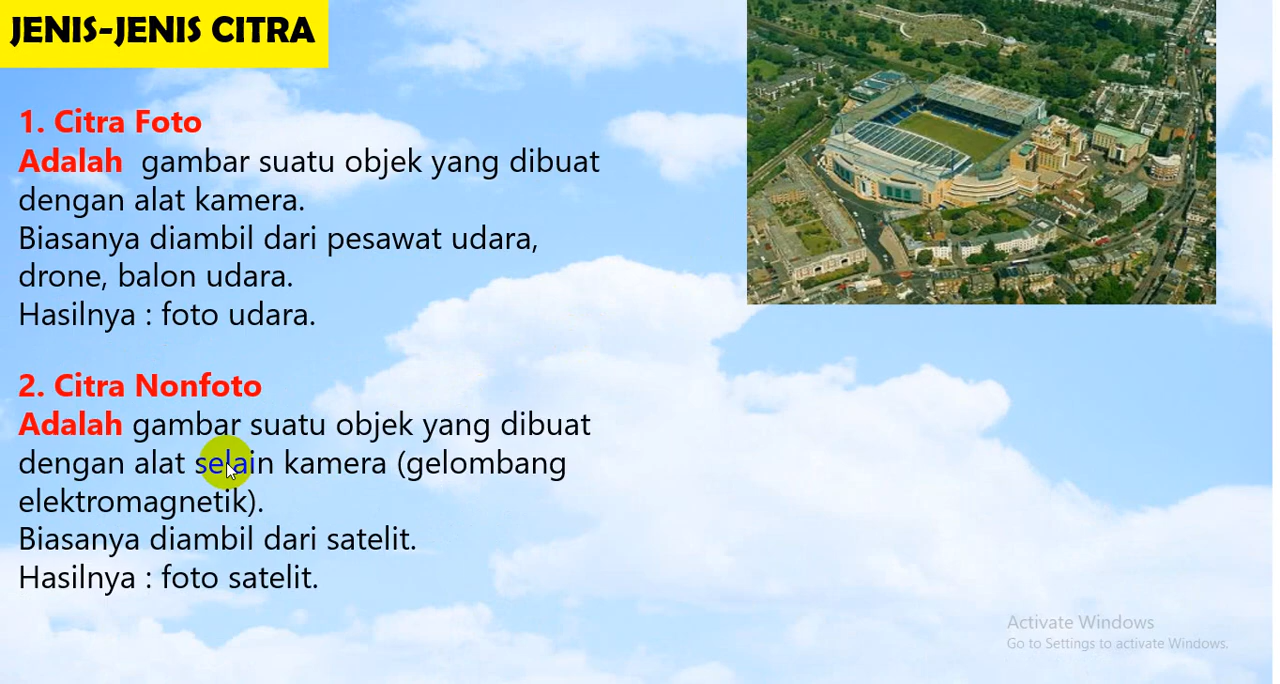 JENIS-JENIS CITRA
1. Citra Foto
Adalah gambar suatu objek yang dibuat
dengan alat kamera.
Biasanya diambil dari pesawat udara,
drone, balon udara.
Hasilnya : foto udara.
2. Citra Nonfoto
Adalah gambar suatu objek yang dibuat
dengan alat selain kamera (gelombang
elektromagnetik).
Biasanya diambil dari satelit.
Hasilnya : foto satelit.
Activate Windows
Go to Settings to activate Windows.